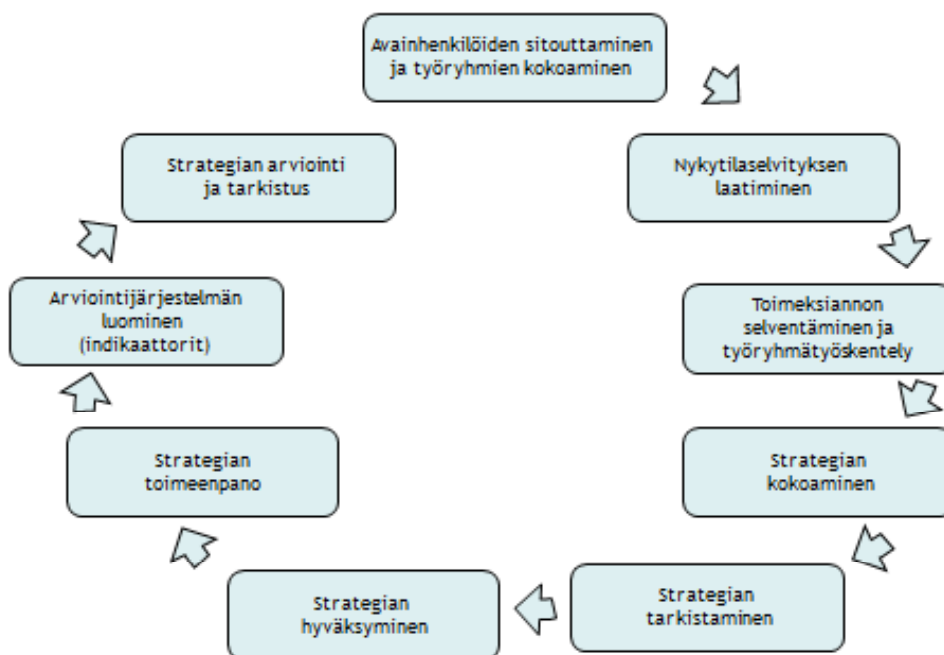 Avainhenkilöiden sitouttaminen
ja työryhmien kokoaminen
Nykytilaselvityksen
laatiminen
Toimeksiannon
selventäminen ja
työryhmätyöskentely
Strategian
kokoaminen
Strategian
tarkistaminen
Strategian
hyväksyminen
Strategian
toimeenpano
Arviointijärjestelmän
luominen
(indikaattorit)
Strategian arviointi
ja tarkistus